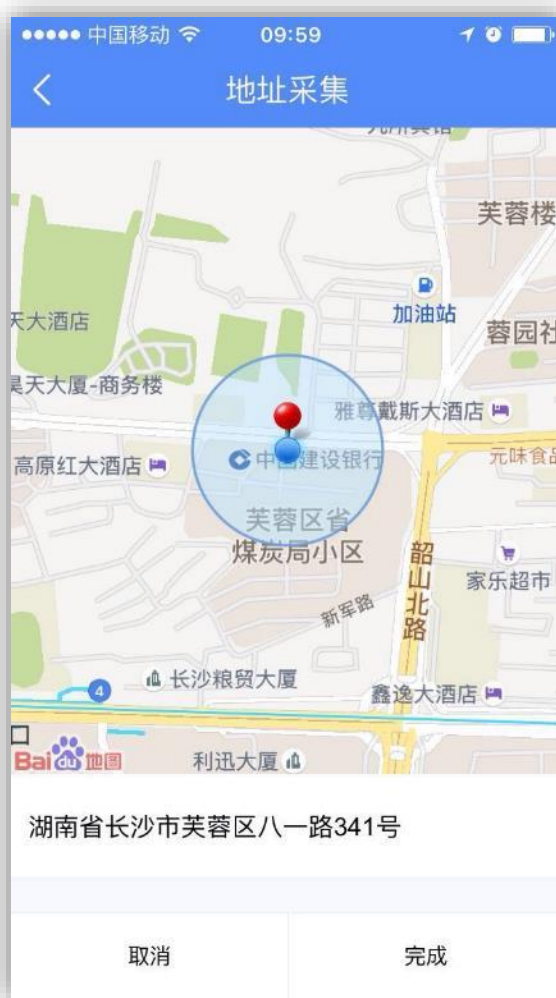 中国移动 09:59
地址采集
芙蓉楼
加油站
天大酒店
蓉园社
昊天大厦-商务楼
雅尊戴斯大酒店
高原红大酒店
中国建设银行
元味食品
芙蓉区省
煤炭局小区
韶山北路
家乐超市
新军路
长沙粮贸大厦
4
鑫逸大酒店
口
Bai du 地图
利迅大厦
湖南省长沙市芙蓉区八一路341号
取消 完成